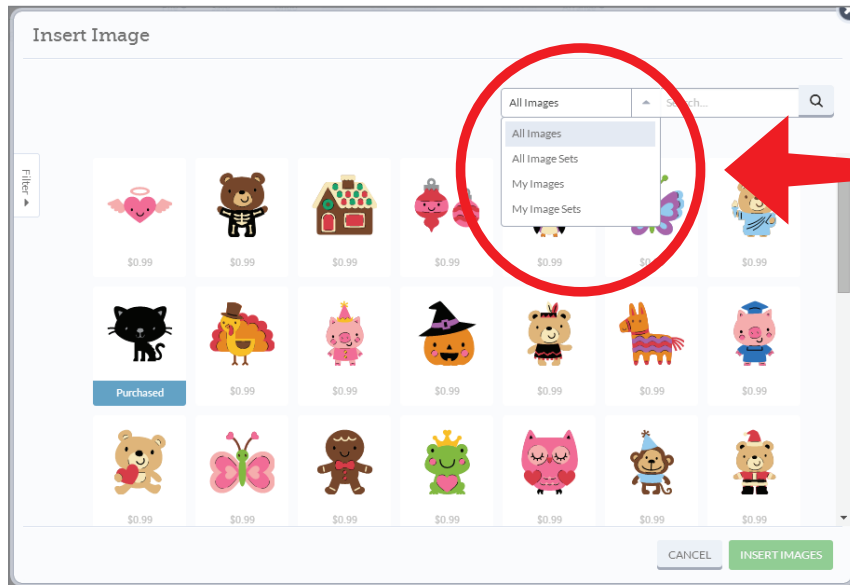 Insert Image
All Images
Search...
All Images
All Image Sets
My Images
My Image Sets
Filter
$0.99 $0.99 $0.99 $0.99 $0.99 $0.99 $0.99
Purchased $0.99 $0.99 $0.99 $0.99 $0.99 $0.99
$0.99 $0.99 $0.99 $0.99 $0.99 $0.99 $0.99
CANCEL
INSERT IMAGES